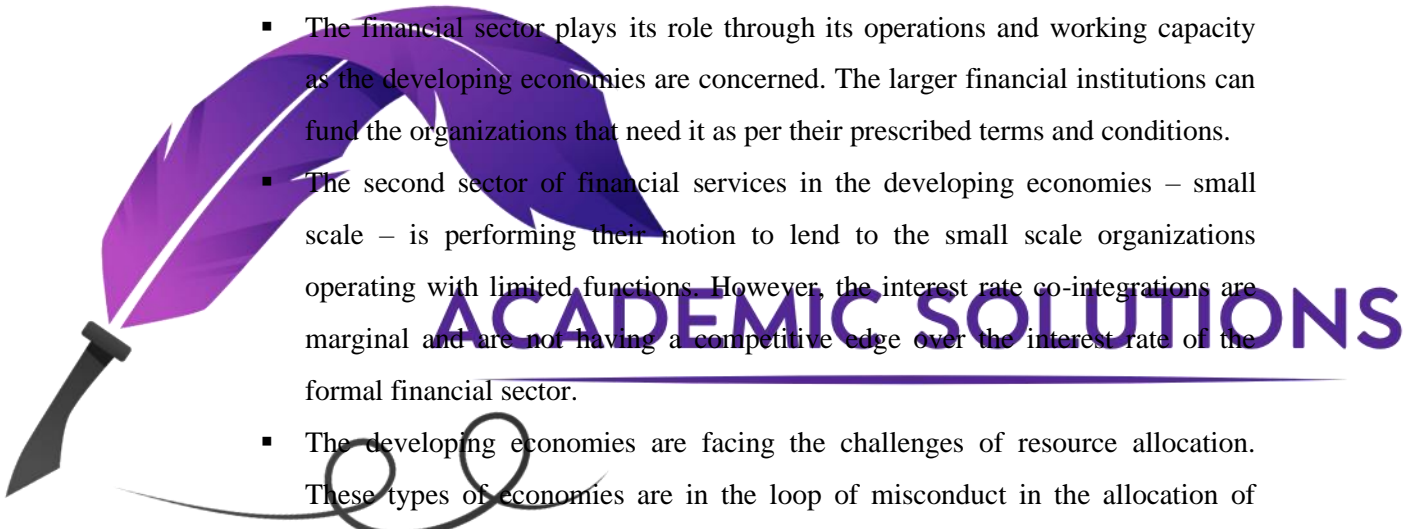 ▪ The financial sector plays its role through its operations and working capacity
as the developing economies are concerned. The larger financial institutions can
fund the organizations that need it as per their prescribed terms and conditions.
▪ The second sector of financial services in the developing economies – small
scale – is performing their notion to lend to the small scale organizations
operating with limited functions. However, the interest rate co-integrations are
ACADEMIC SOLUTIONS
marginal and are not having a competitive edge over the interest rate of the
formal financial sector.
▪ The developing economies are facing the challenges of resource allocation.
These types of economies are in the loop of misconduct in the allocation of